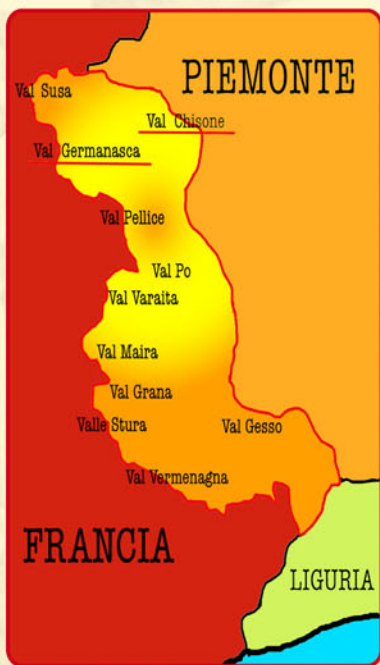 PIEMONTE
Val Susa
Val Chisone
Val Germanasca
Val Pellice
Val Po
Val Varaita
Val Maira
Val Grana
Valle Stura
Val Gesso
Val Vermenagna
FRANCIA
LIGURIA